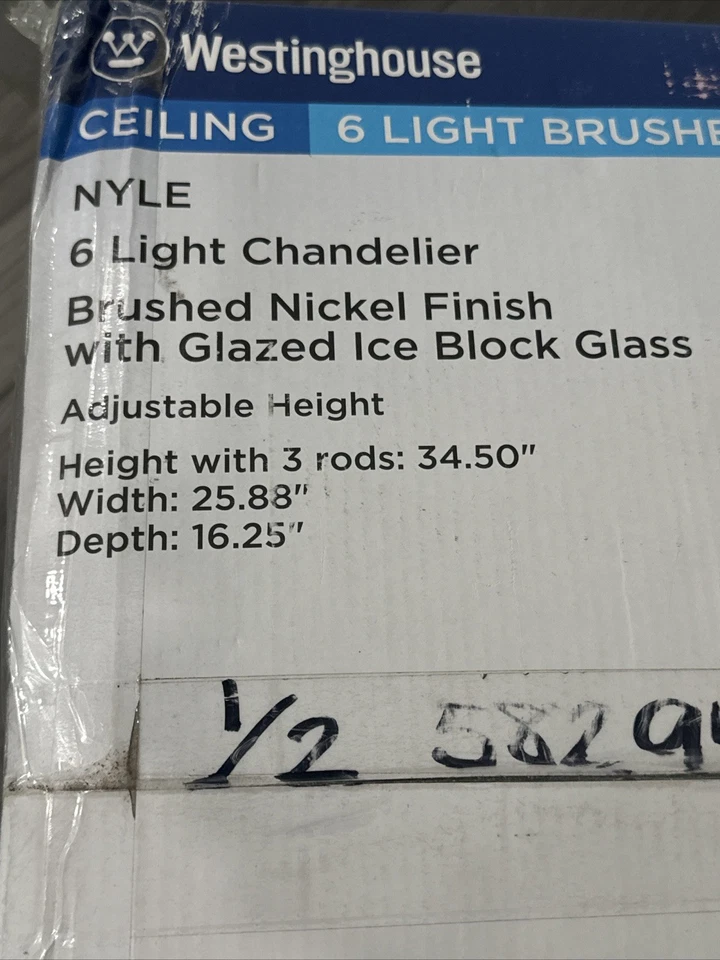 Westinghouse
CEILING 6 LIGHT BRUSHE
NYLE
6 Light Chandelier
Brushed Nickel Finish
with Glazed Ice Block Glass
Adjustable Height
Height with 3 rods: 34.50"
Width: 25.88"
Depth: 16.25"
1/2 5829